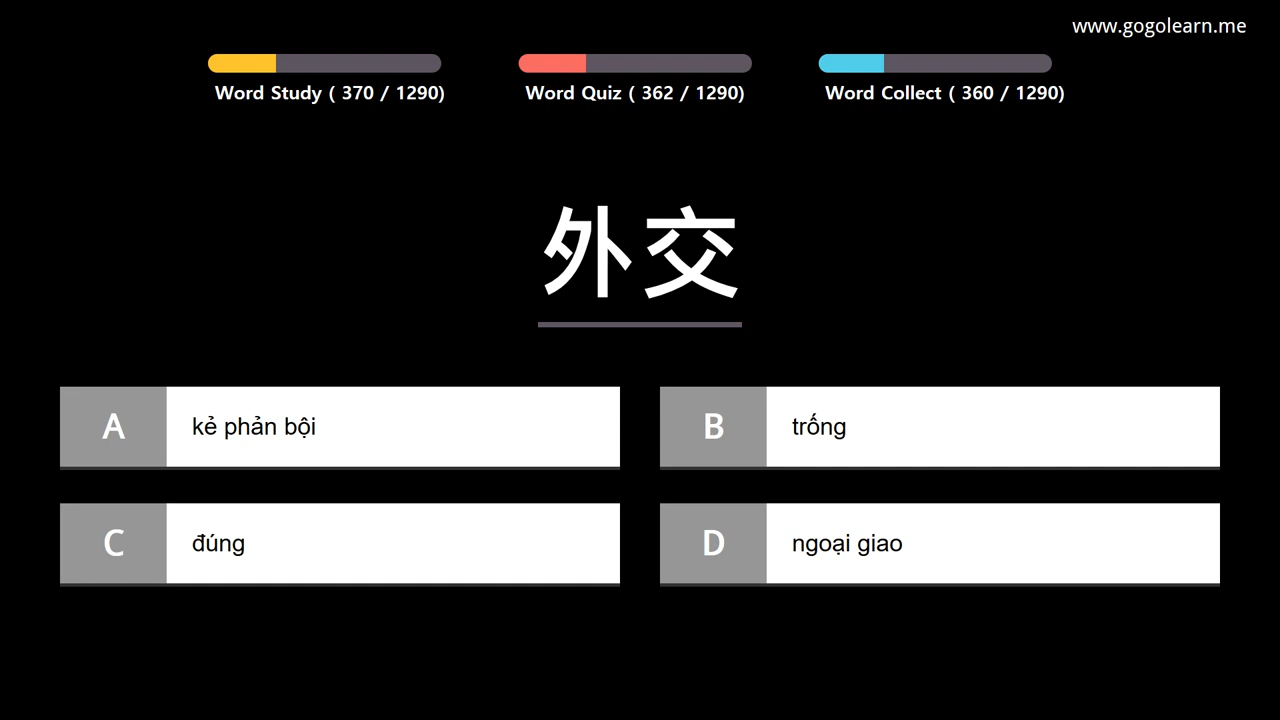 www.gogolearn.me
Word Study ( 370 / 1290)
Word Quiz ( 362 / 1290)
Word Collect ( 360 / 1290)
外交
A kẻ phản bội
B trống
C đúng
D ngoại giao